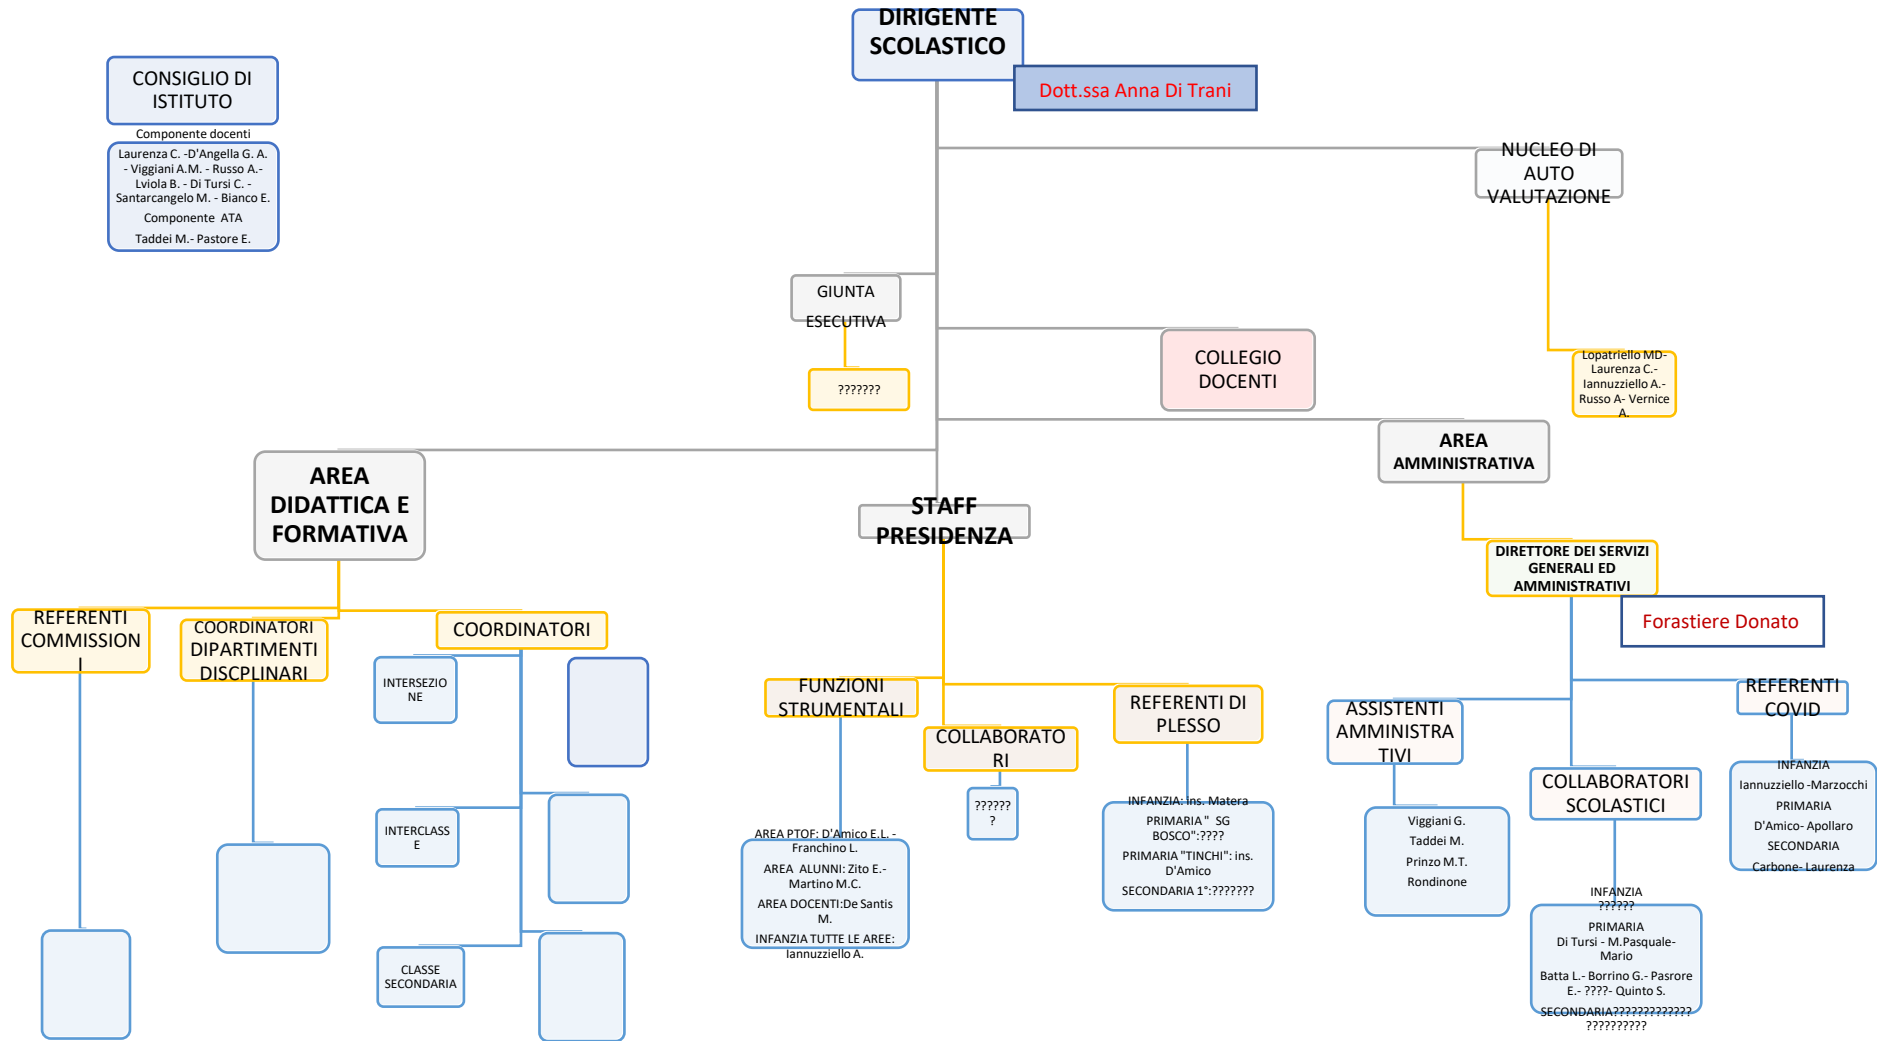 DIRIGENTE
SCOLASTICO
Dott.ssa Anna Di Trani
CONSIGLIO DI
ISTITUTO
Componente docenti
Laurenza C. -D'Angella G. A.
- Viggiani A.M. - Russo A.-
Lviola B. - Di Tursi C. -
Santarcangelo M. - Bianco E.
Componente  ATA
Taddei M.- Pastore E.
NUCLEO DI
AUTO
VALUTAZIONE
Lopatriello MD-
Laurenza C.-
Iannuzziello A.-
Russo A- Vernice
A.
GIUNTA
ESECUTIVA
???????
COLLEGIO
DOCENTI
AREA
DIDATTICA E
FORMATIVA
STAFF
PRESIDENZA
AREA
AMMINISTRATIVA
DIRETTORE DEI SERVIZI
GENERALI ED
AMMINISTRATIVI
Forastiere Donato
REFERENTI
COMMISSION
I
COORDINATORI
DIPARTIMENTI
DISCPLINARI
COORDINATORI
INTERSEZIO
NE
INTERCLASS
E
CLASSE
SECONDARIA
FUNZIONI
STRUMENTALI
AREA PTOF: D'Amico E.L. -
Franchino L.
AREA  ALUNNI: Zito E.-
Martino M.C.
AREA DOCENTI:De Santis
M.
INFANZIA TUTTE LE AREE:
Iannuzziello A.
COLLABORATO
RI
??????
?
REFERENTI DI
PLESSO
INFANZIA: ins. Matera
PRIMARIA "  SG
BOSCO":????
PRIMARIA "TINCHI": ins.
D'Amico
SECONDARIA 1°:???????
ASSISTENTI
AMMINISTRA
TIVI
Viggiani G.
Taddei M.
Prinzo M.T.
Rondinone
COLLABORATORI
SCOLASTICI
INFANZIA
??????
PRIMARIA
Di Tursi - M.Pasquale-
Mario
Batta L.- Borrino G.- Pasrore
E.- ????- Quinto S.
SECONDARIA?????????????
??????????
REFERENTI
COVID
INFANZIA
Iannuzziello -Marzocchi
PRIMARIA
D'Amico- Apollaro
SECONDARIA
Carbone- Laurenza